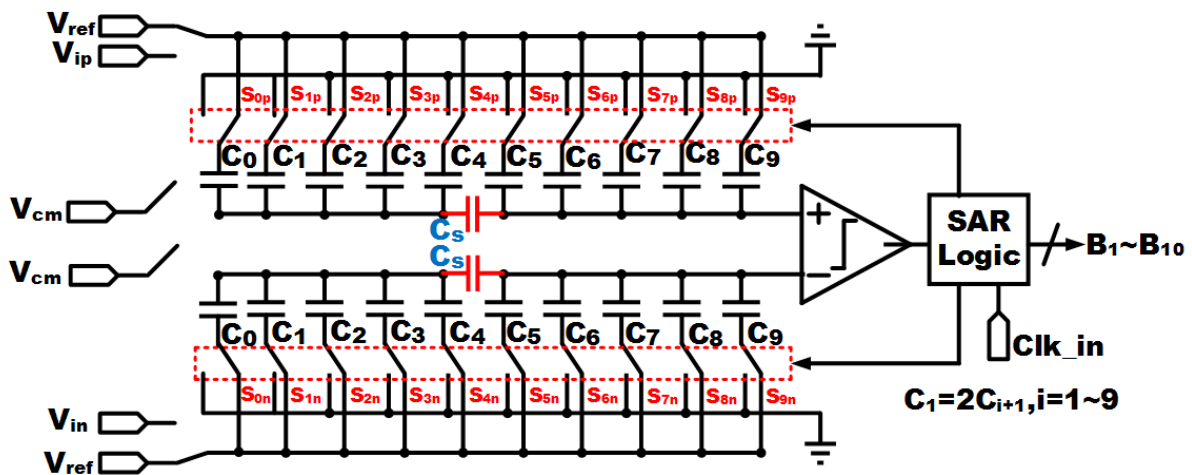 Vref
Vip
S0p S1p S2p S3p S4p S5p S6p S7p S8p S9p
C0 C1 C2 C3 C4 C5 C6 C7 C8 C9
Vcm
Cs
SAR
Logic
B1~B10
Cs
Vcm
C0 C1 C2 C3 C4 C5 C6 C7 C8 C9
Clk_in
S0n S1n S2n S3n S4n S5n S6n S7n S8n S9n
C1=2Ci+1,i=1~9
Vin
Vref